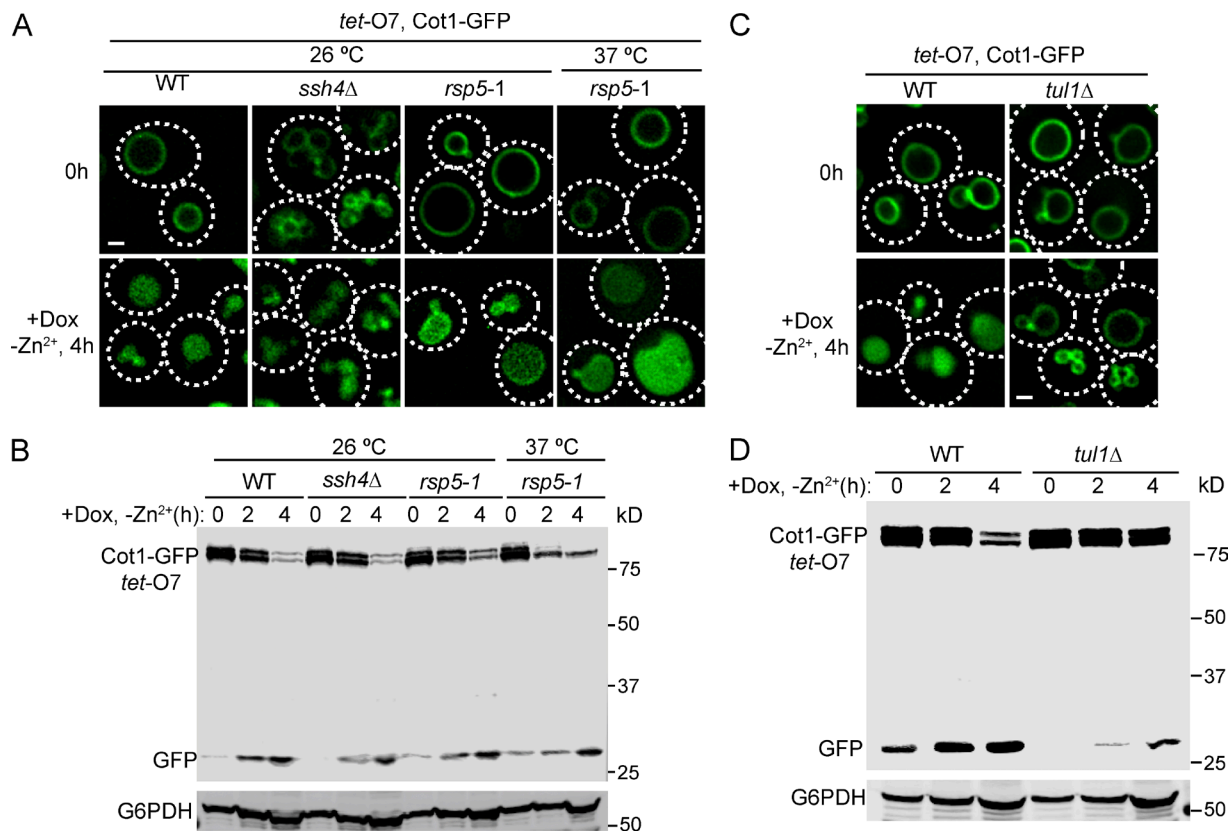 A
tet-O7, Cot1-GFP
26 ºC
37 ºC
WT
ssh4Δ
rsp5-1
rsp5-1
0h
+Dox
-Zn²⁺, 4h
B
26 ºC
37 ºC
WT
ssh4Δ
rsp5-1
rsp5-1
+Dox, -Zn²⁺(h): 0 2 4 0 2 4 0 2 4 0 2 4 kD
Cot1-GFP
tet-O7
75
50
37
GFP
25
G6PDH
50
C
tet-O7, Cot1-GFP
WT
tul1Δ
0h
+Dox
-Zn²⁺, 4h
D
WT
tul1Δ
+Dox, -Zn²⁺(h): 0 2 4 0 2 4 kD
Cot1-GFP
tet-O7
75
50
37
GFP
25
G6PDH
50